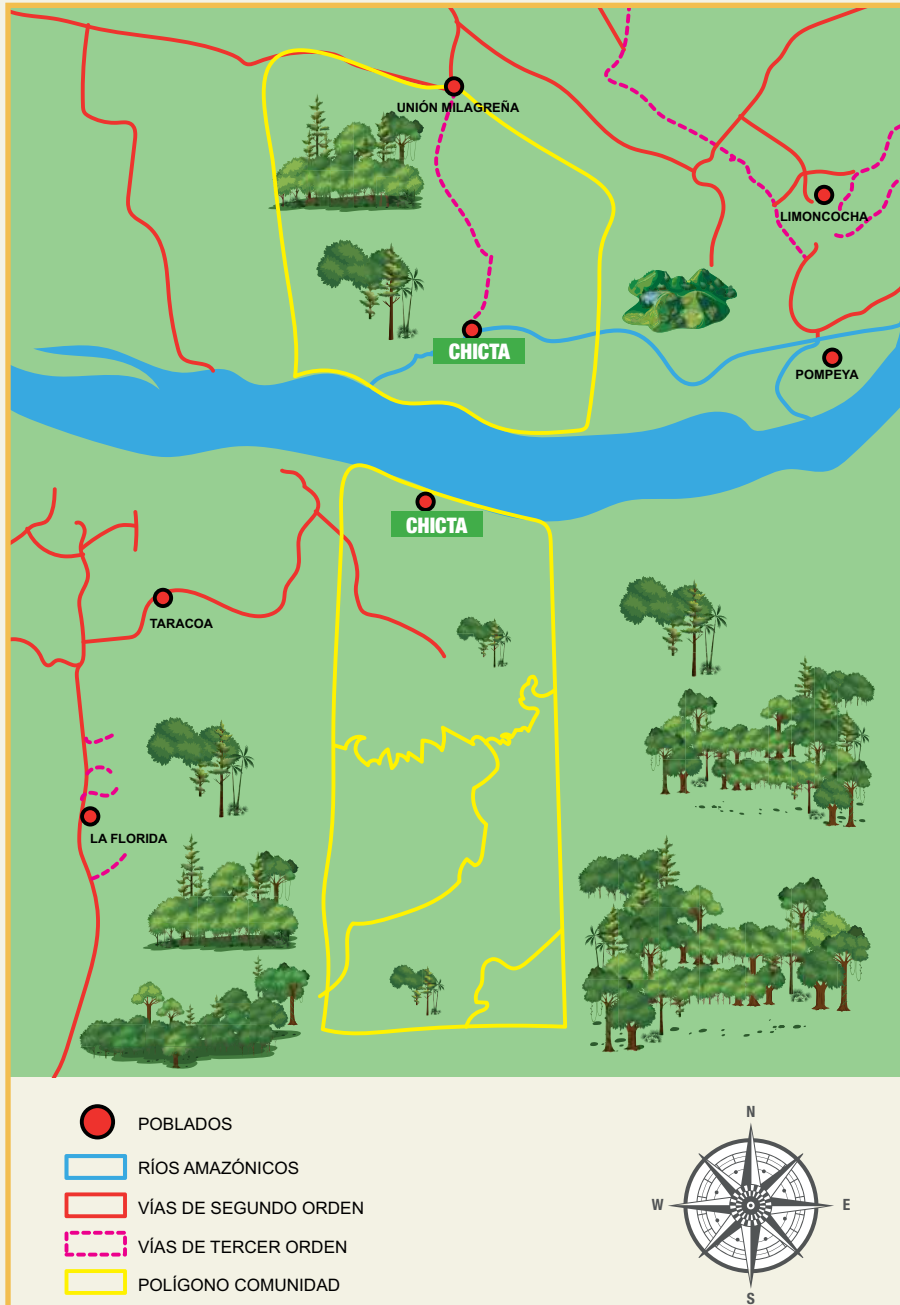 UNIÓN MILAGREÑA
LIMONCOCHA
CHICTA
POMPEYA
CHICTA
TARACOA
LA FLORIDA
POBLADOS
RÍOS AMAZÓNICOS
VÍAS DE SEGUNDO ORDEN
VÍAS DE TERCER ORDEN
POLÍGONO COMUNIDAD
N
W
E
S